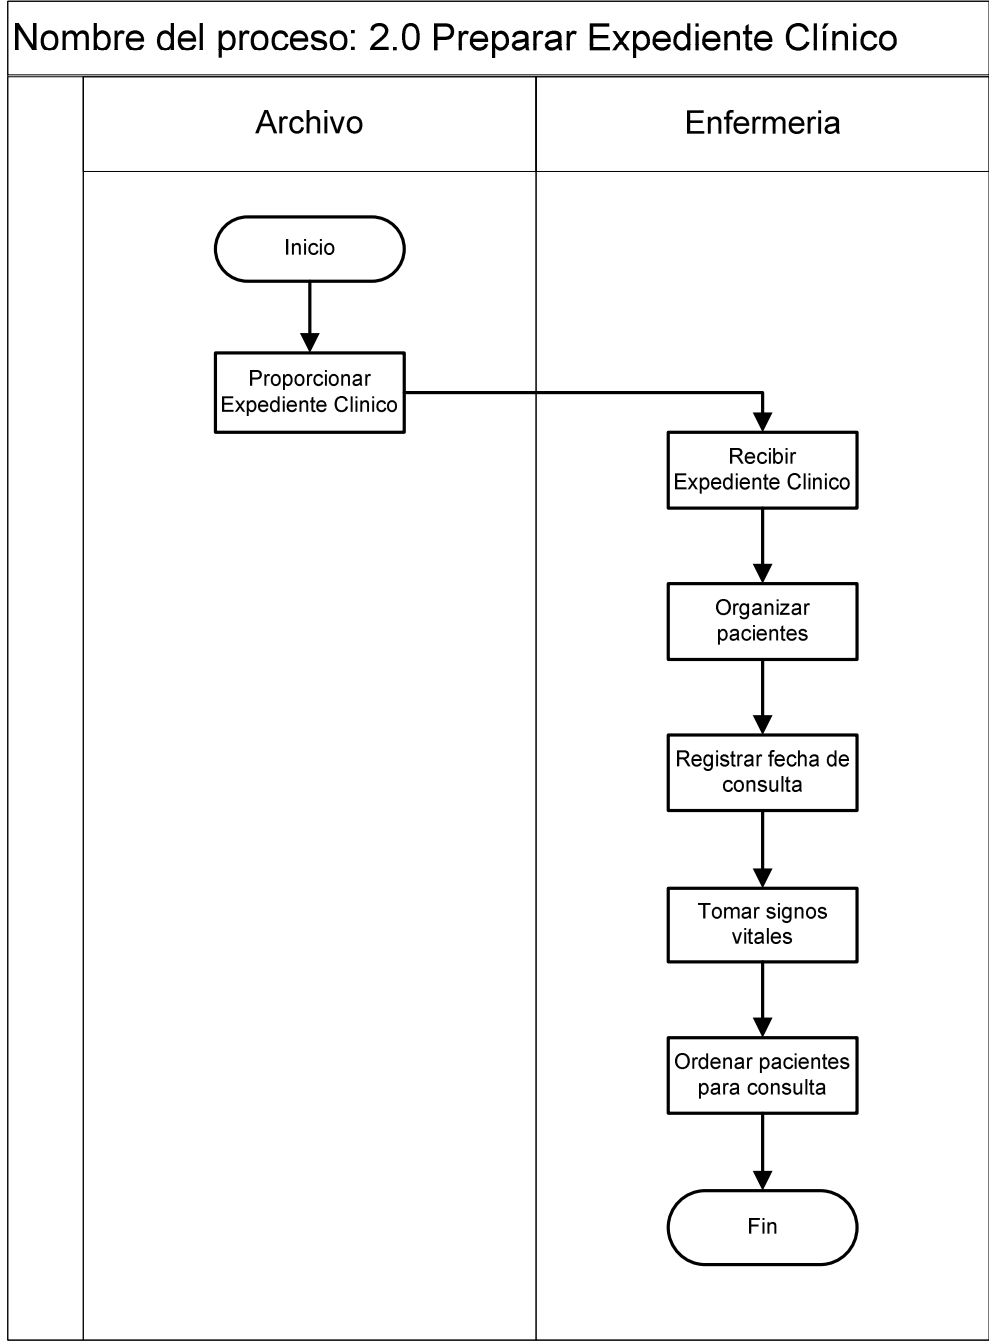 Nombre del proceso: 2.0 Preparar Expediente Clínico
Archivo
Enfermeria
Inicio
Proporcionar
Expediente Clinico
Recibir
Expediente Clinico
Organizar
pacientes
Registrar fecha de
consulta
Tomar signos
vitales
Ordenar pacientes
para consulta
Fin